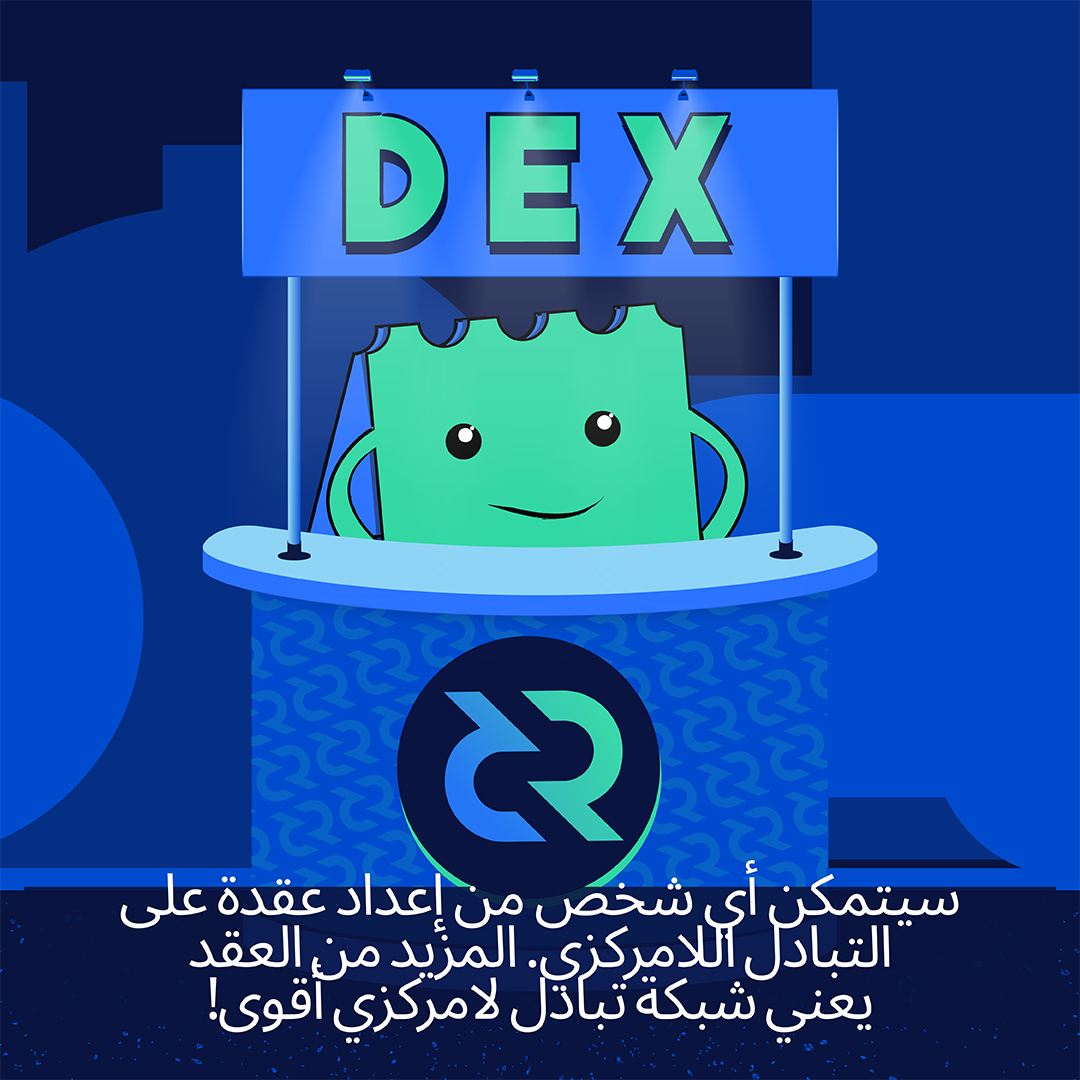 DEX
سيتمكن أي شخص من إعداد عقدة على
التبادل اللامركزي. المزيد من العقد
يعني شبكة تبادل لامركزي أقوى!